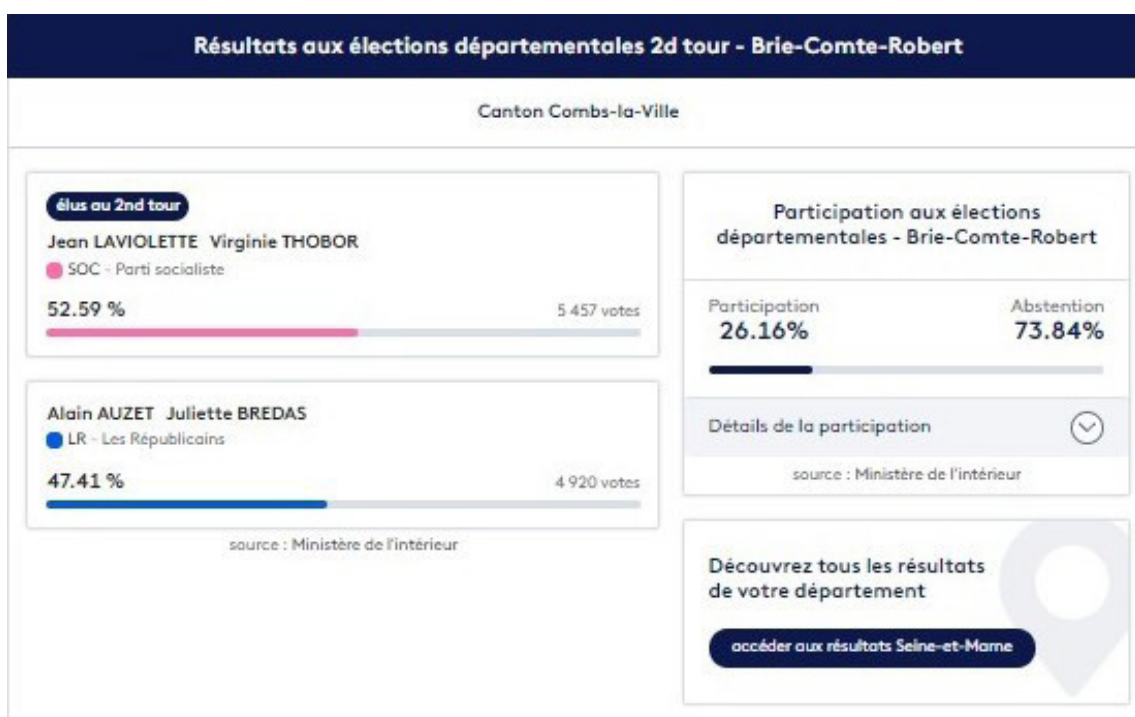 Résultats aux élections départementales 2d tour - Brie-Comte-Robert
Canton Combs-la-Ville
élus au 2nd tour
Jean LAVIOLETTE Virginie THOBOR
SOC - Parti socialiste
52.59 % 5 457 votes
Alain AUZET Juliette BREDAS
LR - Les Républicains
47.41 % 4 920 votes
source : Ministère de l'intérieur
Participation aux élections
départementales - Brie-Comte-Robert
Participation Abstention
26.16% 73.84%
Détails de la participation
source : Ministère de l'intérieur
Découvrez tous les résultats
de votre département
accéder aux résultats Seine-et-Marne